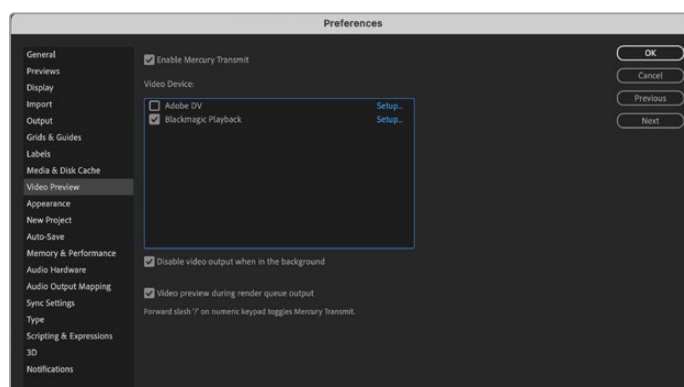 Preferences
General
Previews
Display
Import
Output
Grids & Guides
Labels
Media & Disk Cache
Video Preview
Appearance
New Project
Auto-Save
Memory & Performance
Audio Hardware
Audio Output Mapping
Sync Settings
Type
Scripting & Expressions
3D
Notifications
Enable Mercury Transmit
Video Device:
Adobe DV Setup...
Blackmagic Playback Setup...
Disable video output when in the background
Video preview during render queue output
Forward slash '/' on numeric keypad toggles Mercury Transmit.
OK
Cancel
Previous
Next